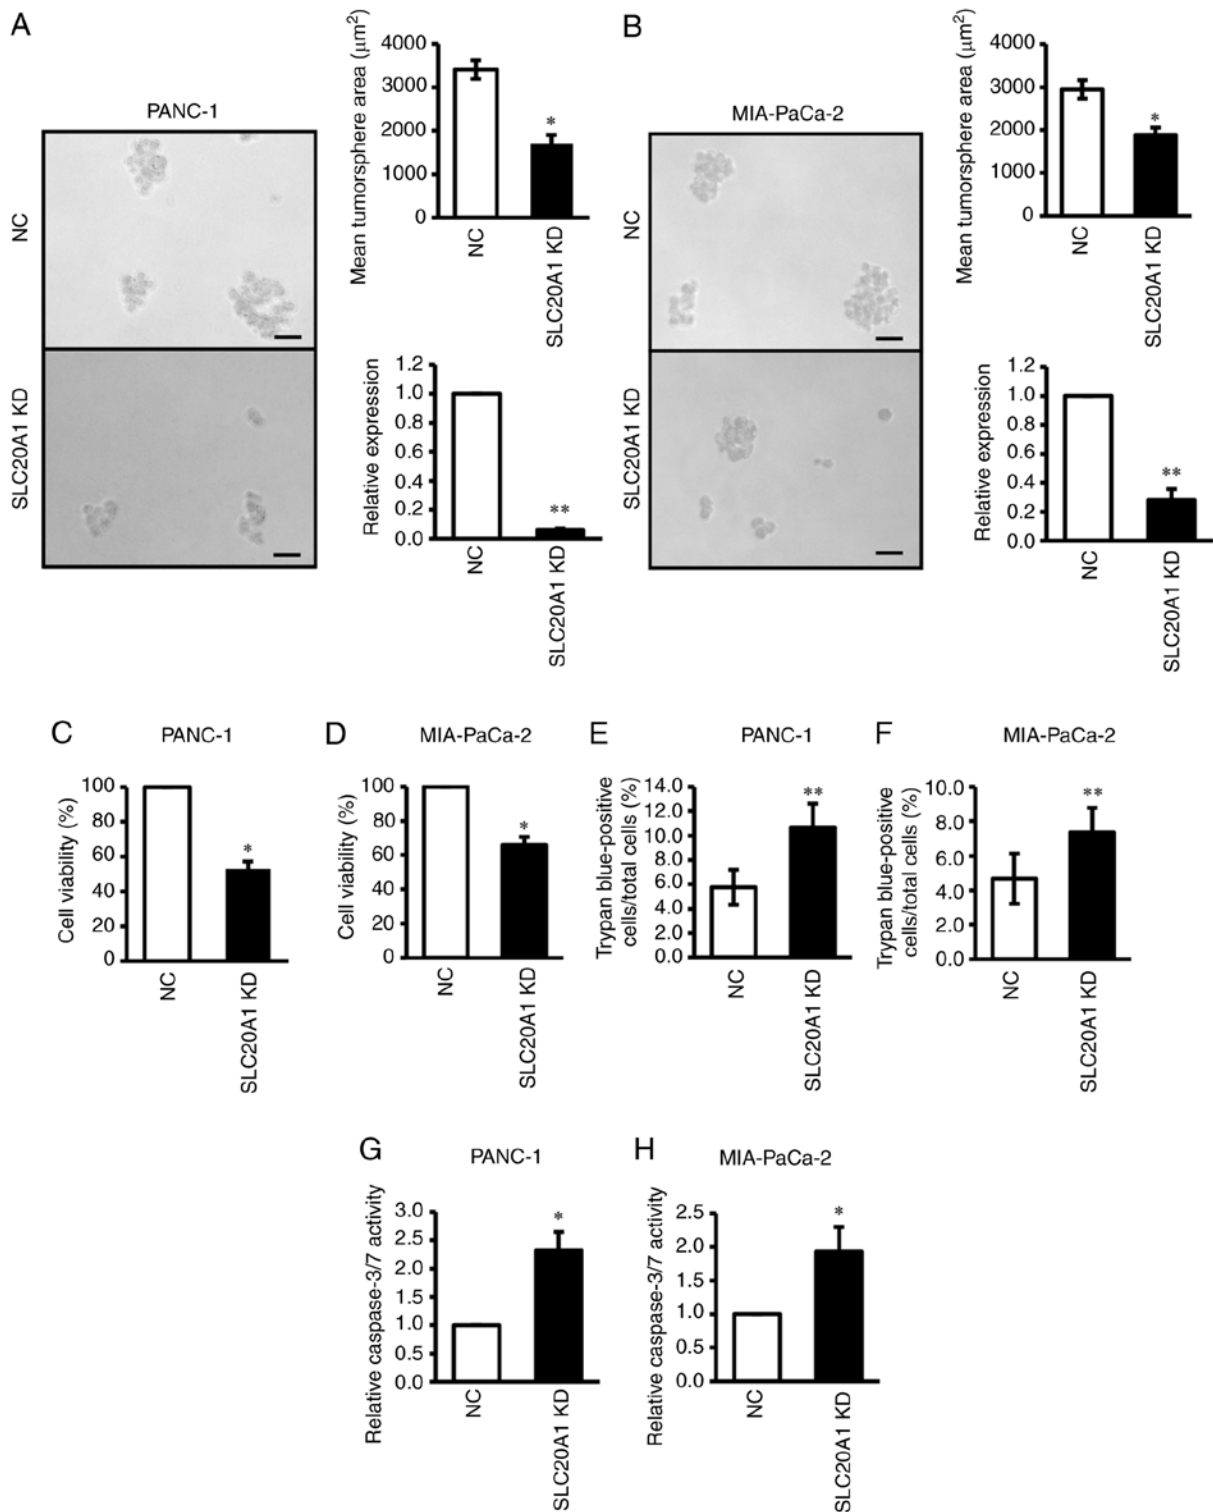 A
PANC-1
NC
SLC20A1 KD
Mean tumorsphere area (μm²)
4000
3000
2000
1000
0
*
NC
SLC20A1 KD
Relative expression
1.2
1.0
0.8
0.6
0.4
0.2
0.0
**
NC
SLC20A1 KD
B
MIA-PaCa-2
NC
SLC20A1 KD
Mean tumorsphere area (μm²)
4000
3000
2000
1000
0
*
NC
SLC20A1 KD
Relative expression
1.2
1.0
0.8
0.6
0.4
0.2
0.0
**
NC
SLC20A1 KD
C
PANC-1
Cell viability (%)
100
80
60
40
20
0
*
NC
SLC20A1 KD
D
MIA-PaCa-2
Cell viability (%)
100
80
60
40
20
0
*
NC
SLC20A1 KD
E
PANC-1
Trypan blue-positive
cells/total cells (%)
14.0
12.0
10.0
8.0
6.0
4.0
2.0
0.0
**
NC
SLC20A1 KD
F
MIA-PaCa-2
Trypan blue-positive
cells/total cells (%)
10.0
8.0
6.0
4.0
2.0
0.0
**
NC
SLC20A1 KD
G
PANC-1
Relative caspase-3/7 activity
3.0
2.5
2.0
1.5
1.0
0.5
0.0
*
NC
SLC20A1 KD
H
MIA-PaCa-2
Relative caspase-3/7 activity
2.5
2.0
1.5
1.0
0.5
0.0
*
NC
SLC20A1 KD